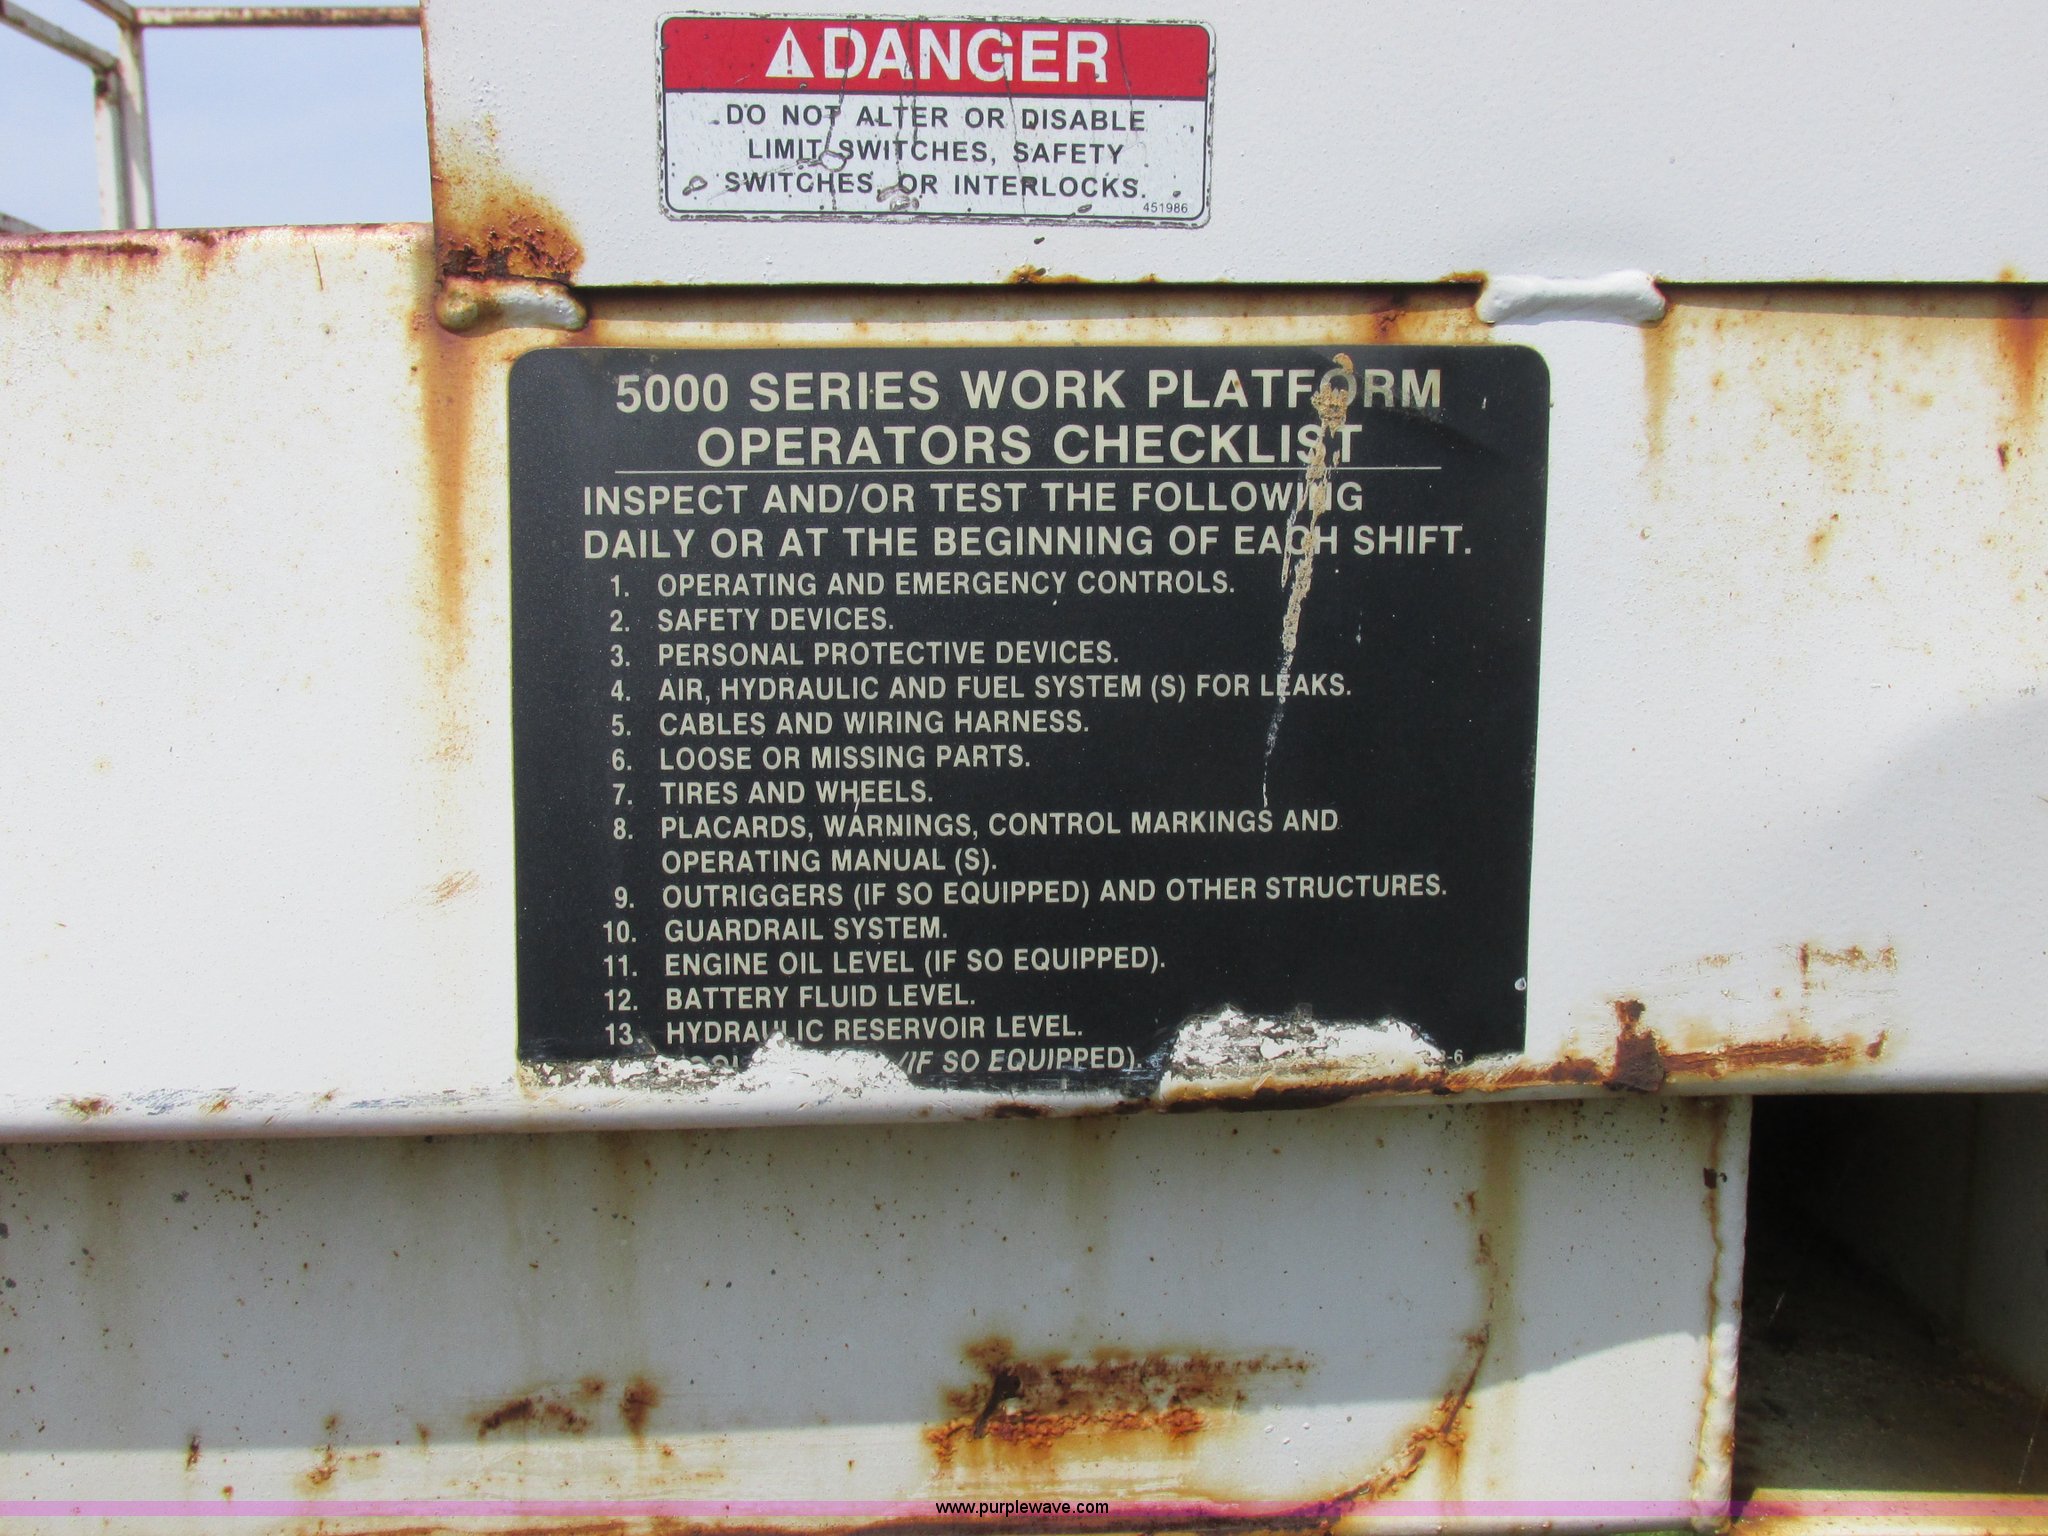 DANGER
DO NOT ALTER OR DISABLE
LIMIT SWITCHES, SAFETY
SWITCHES, OR INTERLOCKS.
451986
5000 SERIES WORK PLATFORM
OPERATORS CHECKLIST
INSPECT AND/OR TEST THE FOLLOWING
DAILY OR AT THE BEGINNING OF EACH SHIFT.
1. OPERATING AND EMERGENCY CONTROLS.
2. SAFETY DEVICES.
3. PERSONAL PROTECTIVE DEVICES.
4. AIR, HYDRAULIC AND FUEL SYSTEM (S) FOR LEAKS.
5. CABLES AND WIRING HARNESS.
6. LOOSE OR MISSING PARTS.
7. TIRES AND WHEELS.
8. PLACARDS, WARNINGS, CONTROL MARKINGS AND
OPERATING MANUAL (S).
9. OUTRIGGERS (IF SO EQUIPPED) AND OTHER STRUCTURES.
10. GUARDRAIL SYSTEM.
11. ENGINE OIL LEVEL (IF SO EQUIPPED).
12. BATTERY FLUID LEVEL.
13. HYDRAULIC RESERVOIR LEVEL.
(IF SO EQUIPPED).
www.purplewave.com